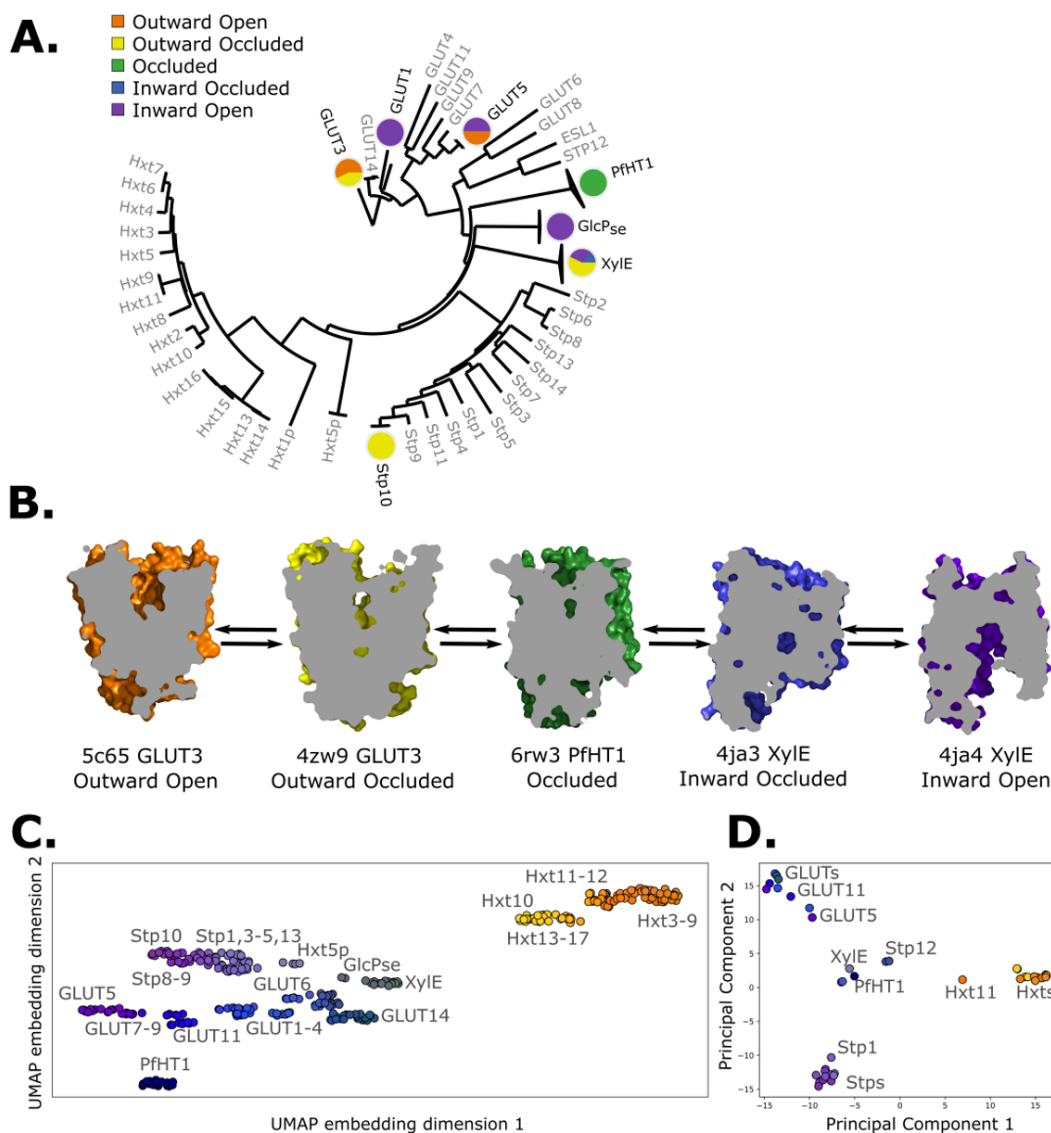 A.
Outward Open
Outward Occluded
Occluded
Inward Occluded
Inward Open
GLUT3
GLUT14
GLUT1
GLUT4
GLUT11
GLUT9
GLUT7
GLUT5
GLUT6
GLUT8
ESL1
STP12
PfHT1
GlcPse
XylE
Stp2
Stp6
Stp8
Stp13
Stp14
Stp7
Stp3
Stp5
Stp1
Stp4
Stp11
Stp9
Stp10
Hxt5p
Hxt1p
Hxt14
Hxt13
Hxt15
Hxt16
Hxt10
Hxt2
Hxt8
Hxt11
Hxt9
Hxt5
Hxt3
Hxt4
Hxt6
Hxt7
B.
5c65 GLUT3
Outward Open
4zw9 GLUT3
Outward Occluded
6rw3 PfHT1
Occluded
4ja3 XylE
Inward Occluded
4ja4 XylE
Inward Open
C.
UMAP embedding dimension 2
Hxt11-12
Hxt10
Hxt3-9
Hxt13-17
Stp10
Stp1,3-5,13
Hxt5p
Stp8-9
GlcPse
GLUT6
XylE
GLUT5
GLUT7-9
GLUT11
GLUT1-4
GLUT14
PfHT1
UMAP embedding dimension 1
D.
Principal Component 2
15
10
5
0
−5
−10
−15
GLUTs
GLUT11
GLUT5
XylE
Stp12
PfHT1
Hxt11
Hxts
Stp1
Stps
−15 −10 −5 0 5 10 15
Principal Component 1